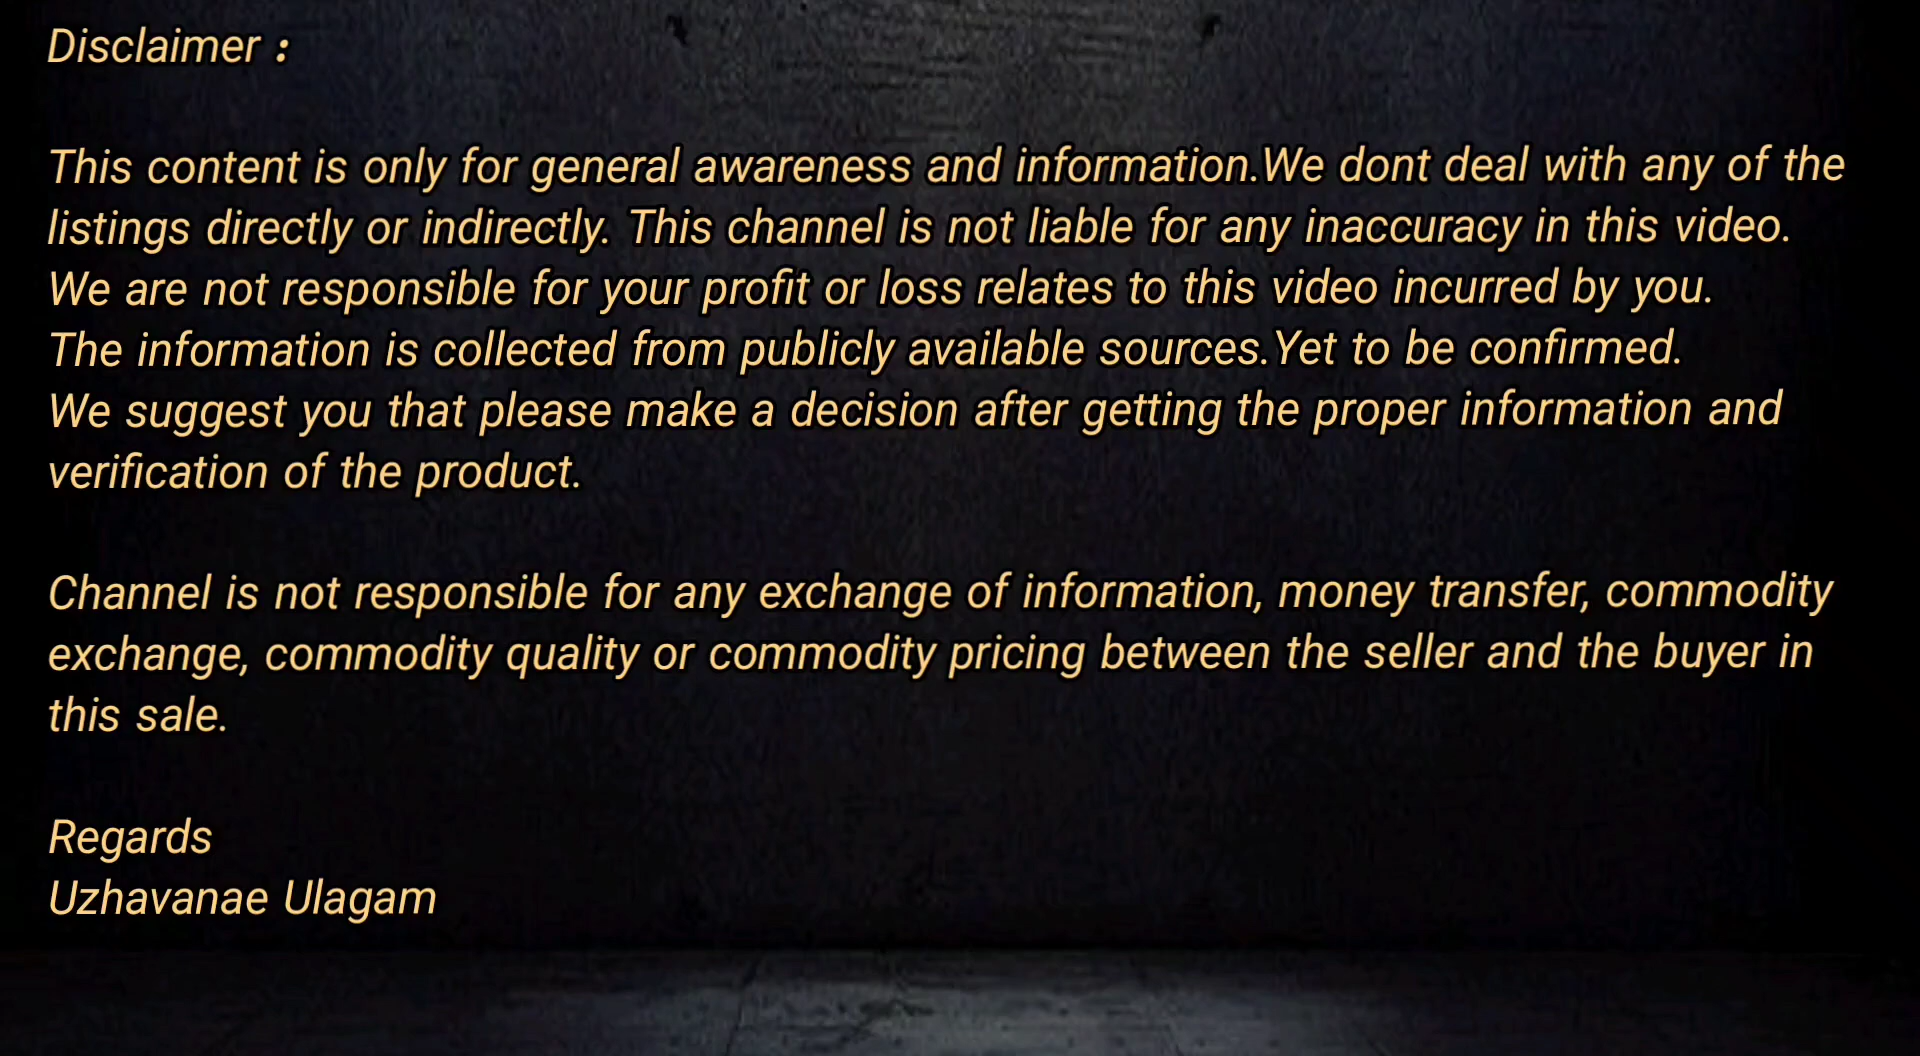 Disclaimer :
This content is only for general awareness and information.We dont deal with any of the
listings directly or indirectly. This channel is not liable for any inaccuracy in this video.
We are not responsible for your profit or loss relates to this video incurred by you.
The information is collected from publicly available sources.Yet to be confirmed.
We suggest you that please make a decision after getting the proper information and
verification of the product.
Channel is not responsible for any exchange of information, money transfer, commodity
exchange, commodity quality or commodity pricing between the seller and the buyer in
this sale.
Regards
Uzhavanae Ulagam